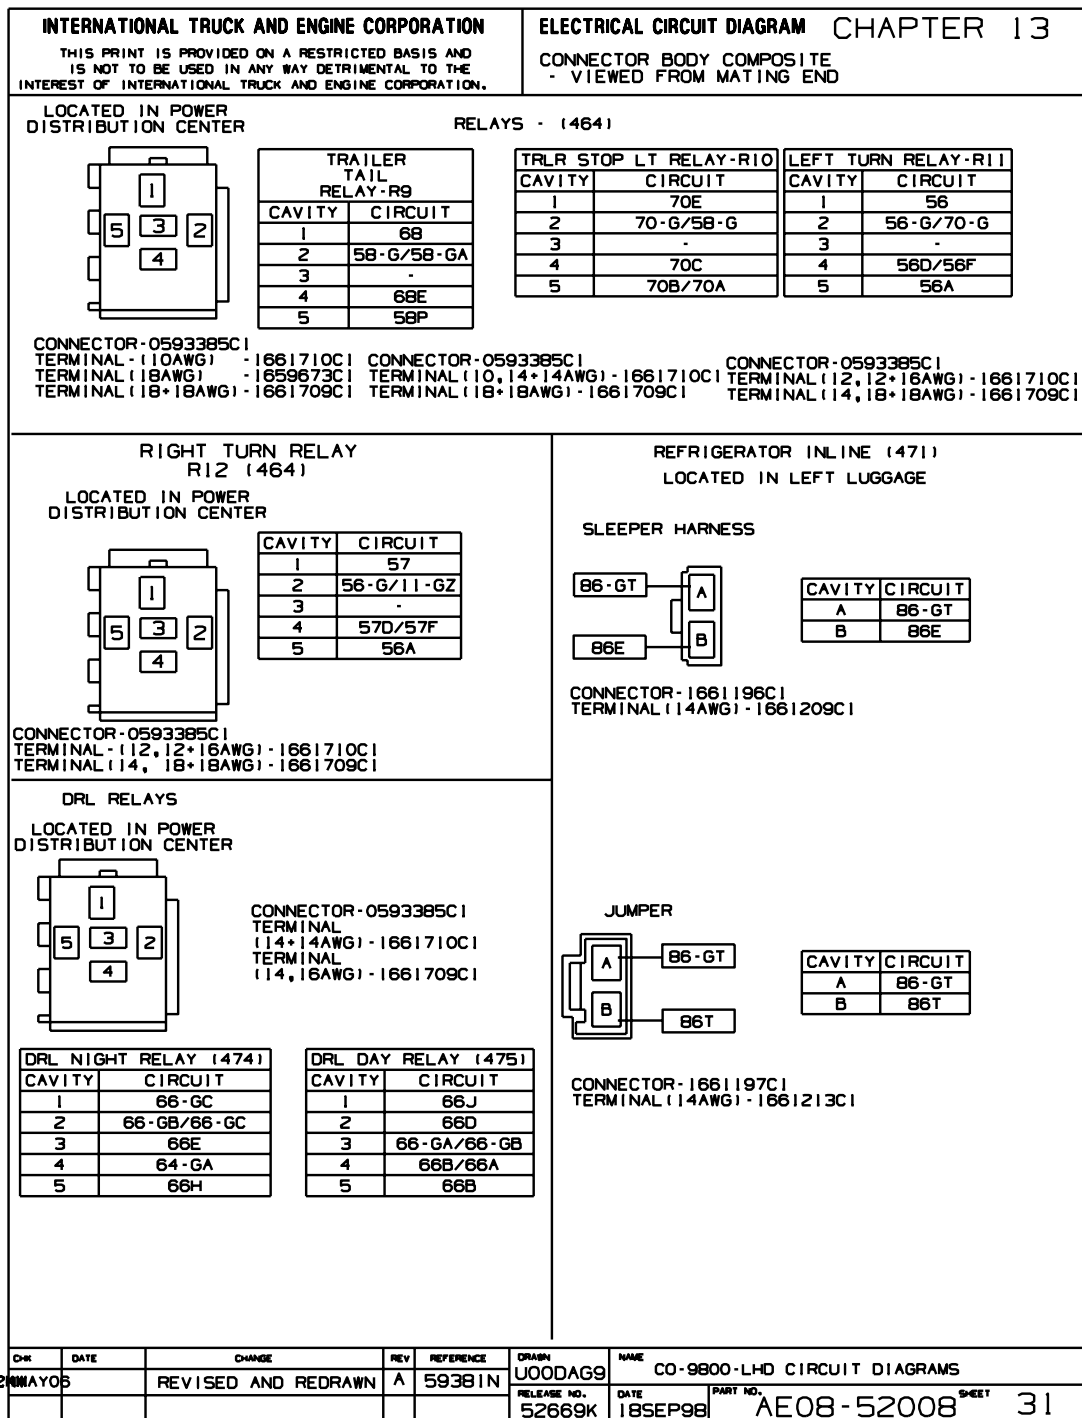 INTERNATIONAL TRUCK AND ENGINE CORPORATION
THIS PRINT IS PROVIDED ON A RESTRICTED BASIS AND
IS NOT TO BE USED IN ANY WAY DETRIMENTAL TO THE
INTEREST OF INTERNATIONAL TRUCK AND ENGINE CORPORATION.
ELECTRICAL CIRCUIT DIAGRAM CHAPTER 13
CONNECTOR BODY COMPOSITE
- VIEWED FROM MATING END
LOCATED IN POWER
DISTRIBUTION CENTER
RELAYS - (464)
1
5 3 2
4
TRAILER
TAIL
RELAY-R9
CAVITY CIRCUIT
1 68
2 58-G/58-GA
3 -
4 68E
5 58P
TRLR STOP LT RELAY-R10
CAVITY CIRCUIT
1 70E
2 70-G/58-G
3 -
4 70C
5 70B/70A
LEFT TURN RELAY-R11
CAVITY CIRCUIT
1 56
2 56-G/70-G
3 -
4 56D/56F
5 56A
CONNECTOR-0593385C1
TERMINAL-(10AWG) -1661710C1
TERMINAL(18AWG) -1659673C1
TERMINAL(18+18AWG)-1661709C1
CONNECTOR-0593385C1
TERMINAL(10,14+14AWG)-1661710C1
TERMINAL(18+18AWG)-1661709C1
CONNECTOR-0593385C1
TERMINAL(12,12+16AWG)-1661710C1
TERMINAL(14,18+18AWG)-1661709C1
RIGHT TURN RELAY
R12 (464)
LOCATED IN POWER
DISTRIBUTION CENTER
1
5 3 2
4
CAVITY CIRCUIT
1 57
2 56-G/11-GZ
3 -
4 57D/57F
5 56A
CONNECTOR-0593385C1
TERMINAL-(12,12+16AWG)-1661710C1
TERMINAL(14, 18+18AWG)-1661709C1
REFRIGERATOR INLINE (471)
LOCATED IN LEFT LUGGAGE
SLEEPER HARNESS
86-GT A
86E B
CAVITY CIRCUIT
A 86-GT
B 86E
CONNECTOR-1661196C1
TERMINAL(14AWG)-1661209C1
DRL RELAYS
LOCATED IN POWER
DISTRIBUTION CENTER
1
5 3 2
4
CONNECTOR-0593385C1
TERMINAL
(14+14AWG)-1661710C1
TERMINAL
(14,16AWG)-1661709C1
DRL NIGHT RELAY (474)
CAVITY CIRCUIT
1 66-GC
2 66-GB/66-GC
3 66E
4 64-GA
5 66H
DRL DAY RELAY (475)
CAVITY CIRCUIT
1 66J
2 66D
3 66-GA/66-GB
4 66B/66A
5 66B
JUMPER
A 86-GT
B 86T
CAVITY CIRCUIT
A 86-GT
B 86T
CONNECTOR-1661197C1
TERMINAL(14AWG)-1661213C1
CHK DATE CHANGE REV REFERENCE
REVISED AND REDRAWN A 59381N
DRAWN U00DAG9
NAME CO-9800-LHD CIRCUIT DIAGRAMS
RELEASE NO. 52669K
DATE 18SEP98
PART NO. AE08-52008 SHEET 31